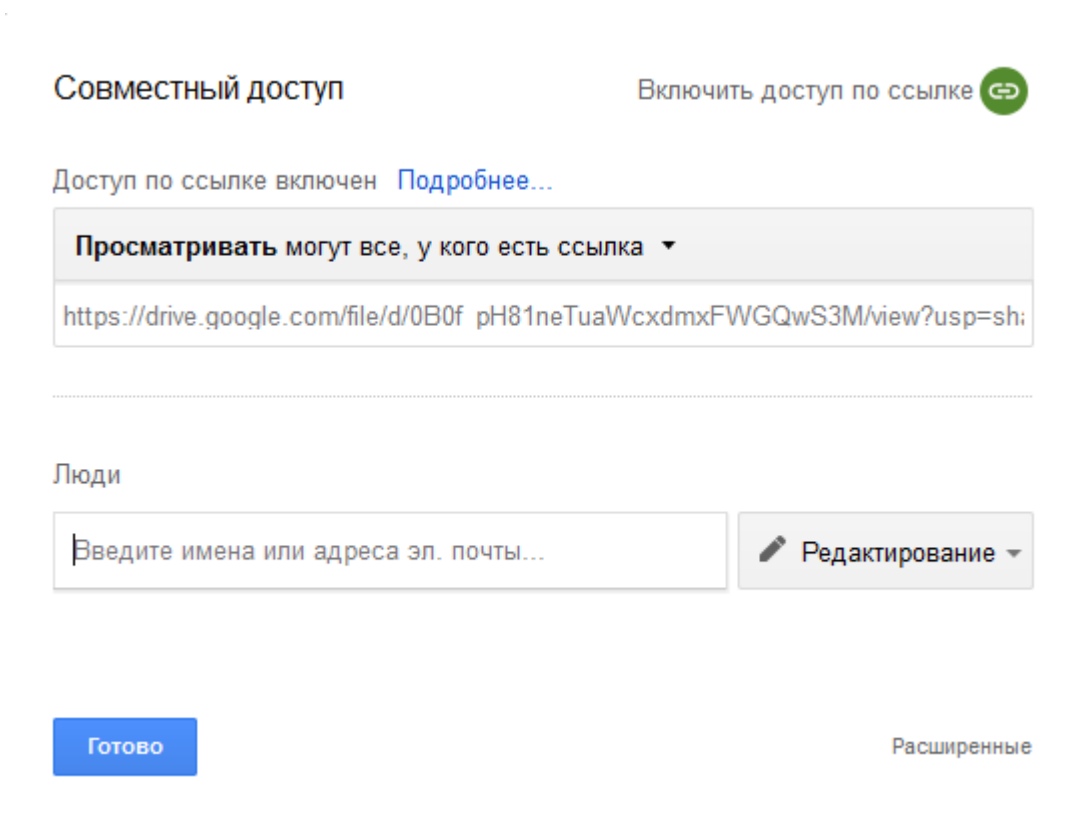 Совместный доступ
Включить доступ по ссылке
Доступ по ссылке включен Подробнее...
Просматривать могут все, у кого есть ссылка
https://drive.google.com/file/d/0B0f_pH81neTuaWcxdmxFWGQwS3M/view?usp=sha
Люди
Введите имена или адреса эл. почты...
Редактирование
Готово
Расширенные